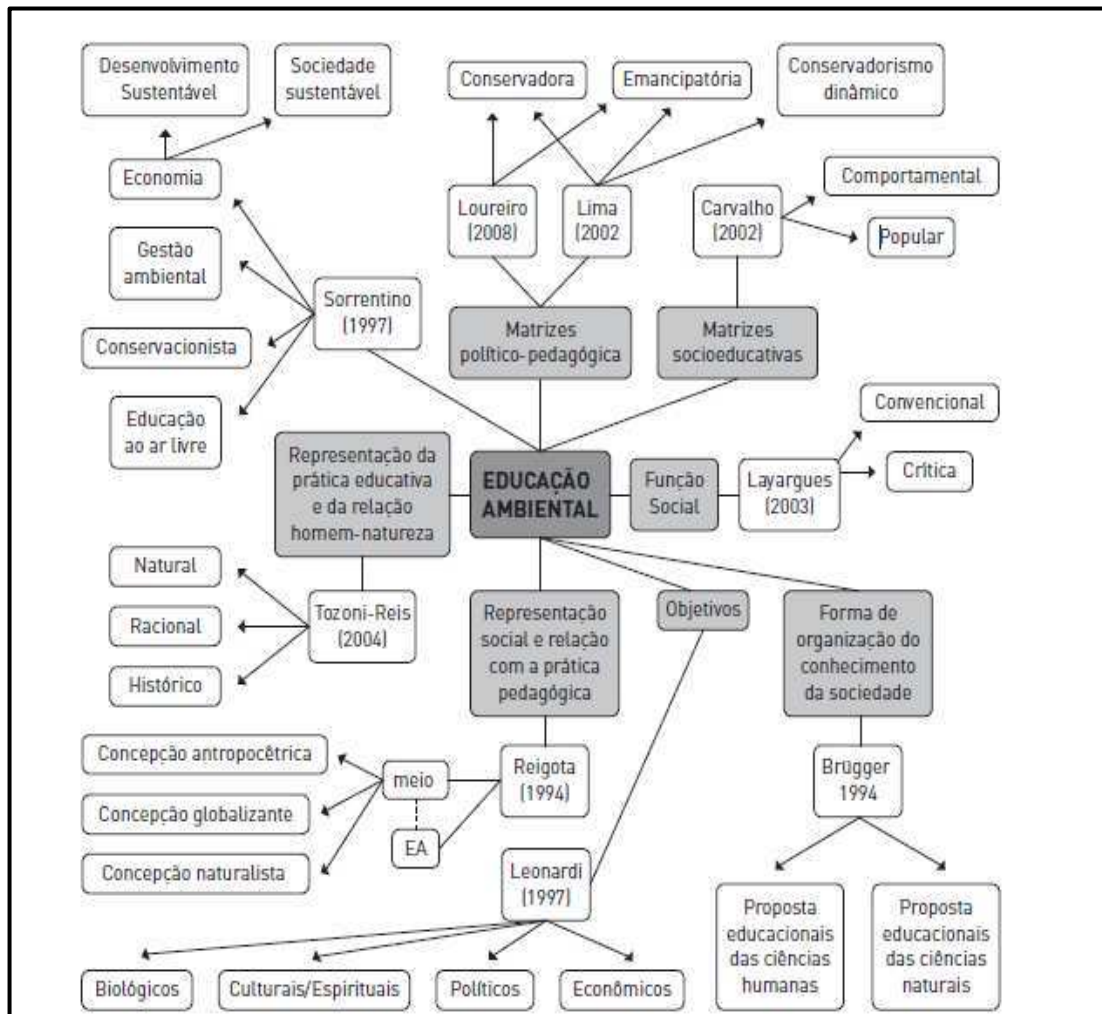 Desenvolvimento
Sustentável
Sociedade
sustentável
Conservadora
Emancipatória
Conservadorismo
dinâmico
Economia
Loureiro
(2008)
Lima
(2002
Carvalho
(2002)
Comportamental
Popular
Gestão
ambiental
Sorrentino
(1997)
Conservacionista
Matrizes
político-pedagógica
Matrizes
socioeducativas
Educação
ao ar livre
Convencional
Representação da
prática educativa
e da relação
homem-natureza
EDUCAÇÃO
AMBIENTAL
Função
Social
Layargues
(2003)
Crítica
Natural
Racional
Histórico
Tozoni-Reis
(2004)
Representação
social e relação
com a prática
pedagógica
Objetivos
Forma de
organização do
conhecimento
da sociedade
Concepção antropocêtrica
Concepção globalizante
Concepção naturalista
meio
EA
Reigota
(1994)
Brügger
1994
Leonardi
(1997)
Biológicos
Culturais/Espirituais
Políticos
Econômicos
Proposta
educacionais
das ciências
humanas
Proposta
educacionais
das ciências
naturais